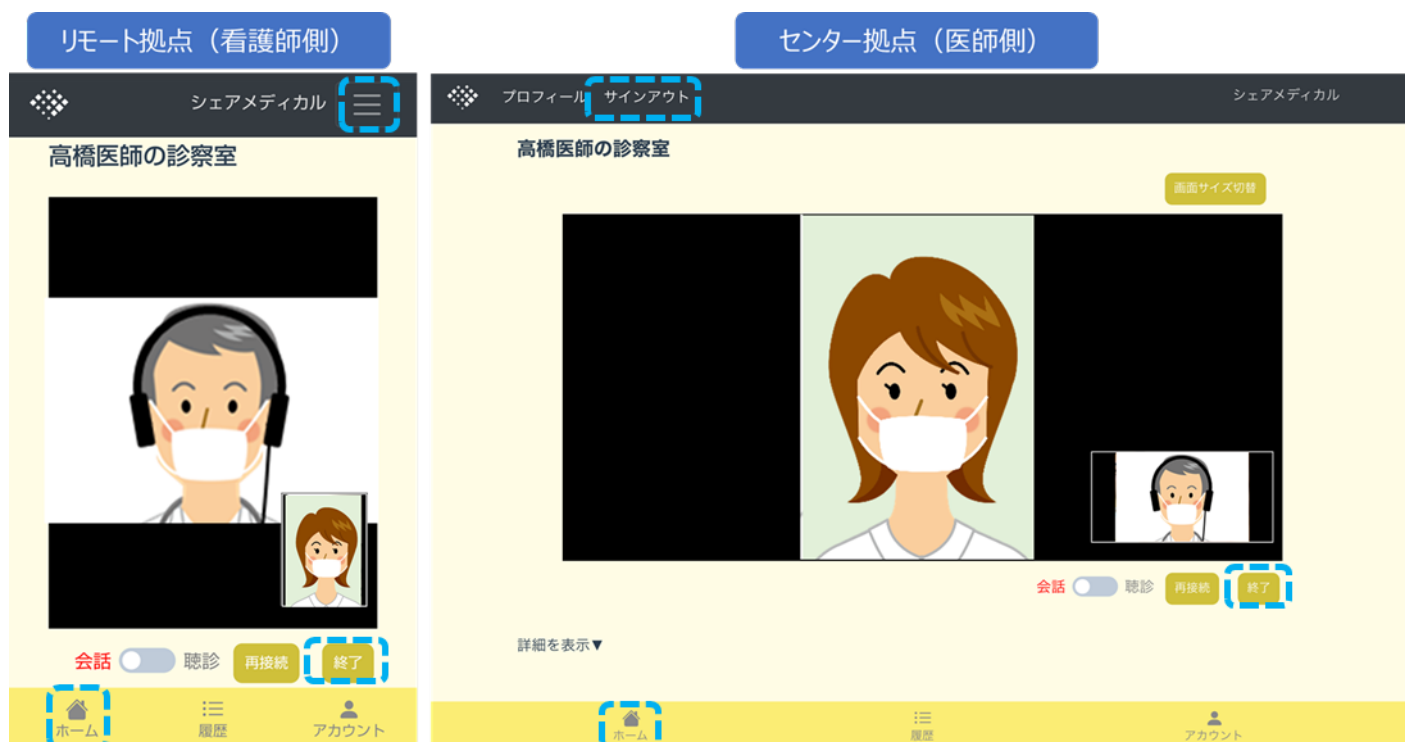 リモート拠点（看護師側）
シェアメディカル
高橋医師の診察室
会話 聴診 再接続 終了
ホーム 履歴 アカウント
センター拠点（医師側）
プロフィール サインアウト シェアメディカル
高橋医師の診察室
画面サイズ切替
会話 聴診 再接続 終了
詳細を表示▼
ホーム 履歴 アカウント